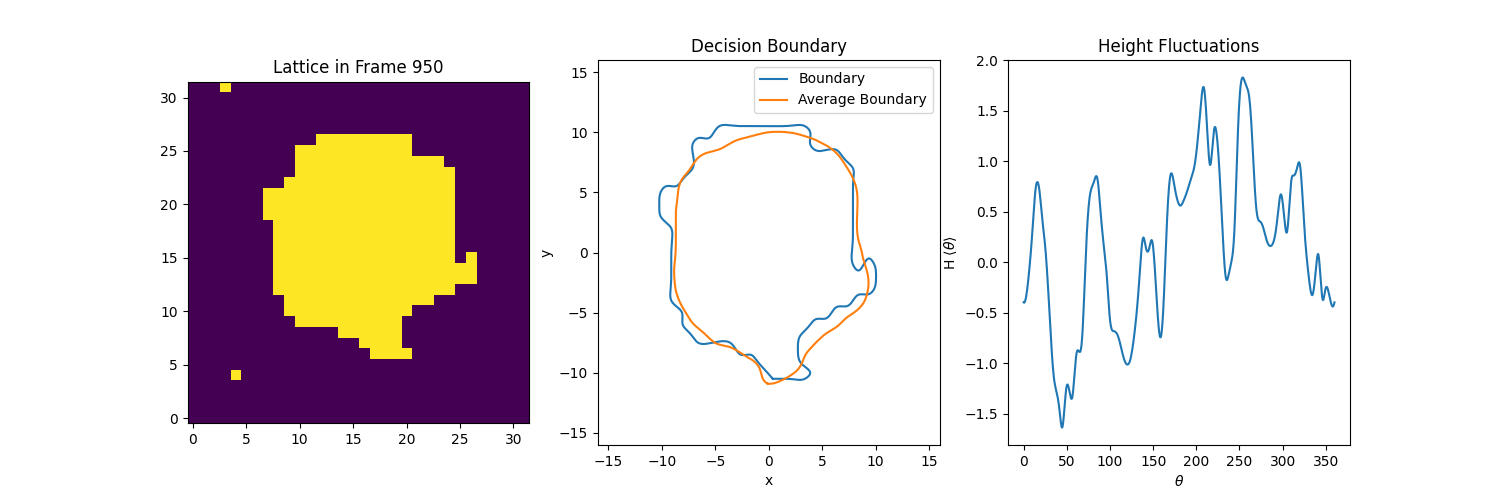 Lattice in Frame 950
30
25
20
15
10
5
0
0 5 10 15 20 25 30
Decision Boundary
Boundary
Average Boundary
15
10
5
0
−5
−10
−15
y
−15 −10 −5 0 5 10 15
x
Height Fluctuations
2.0
1.5
1.0
0.5
0.0
−0.5
−1.0
−1.5
H ⟨θ⟩
0 50 100 150 200 250 300 350
θ